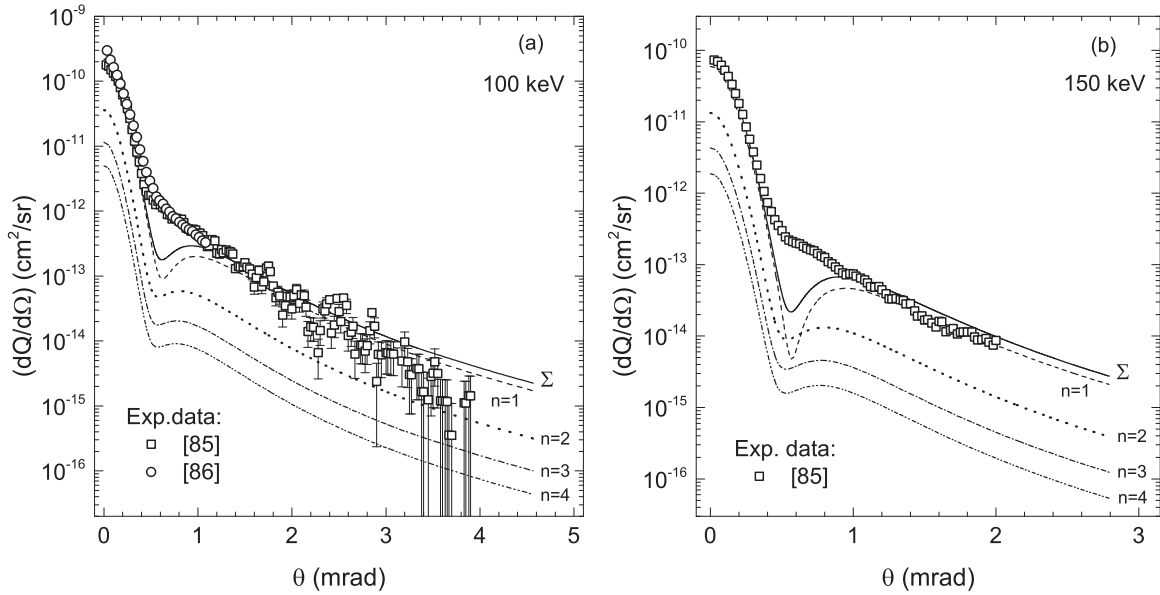 (a)
100 keV
10⁻⁹
10⁻¹⁰
10⁻¹¹
10⁻¹²
10⁻¹³
10⁻¹⁴
10⁻¹⁵
10⁻¹⁶
(dQ/dΩ) (cm²/sr)
Σ
n=1
n=2
n=3
n=4
Exp.data:
[85]
[86]
0 1 2 3 4 5
θ (mrad)
(b)
150 keV
10⁻¹⁰
10⁻¹¹
10⁻¹²
10⁻¹³
10⁻¹⁴
10⁻¹⁵
10⁻¹⁶
(dQ/dΩ) (cm²/sr)
Σ
n=1
n=2
n=3
n=4
Exp. data:
[85]
0 1 2 3
θ (mrad)